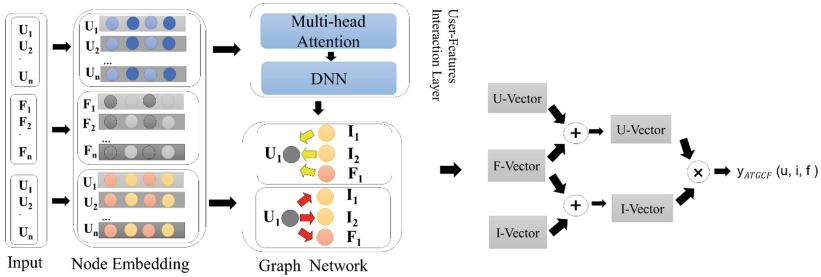 U1
U2
.
Un
F1
F2
.
Fn
U1
U2
.
Un
Input
U1
U2
...
Un
F1
F2
...
Fn
U1
U2
...
Un
Node Embedding
Multi-head
Attention
DNN
U1
I1
I2
F1
U1
I1
I2
F1
Graph Network
User-Features
Interaction Layer
U-Vector
F-Vector
I-Vector
+
+
U-Vector
I-Vector
×
yATGCF (u, i, f )